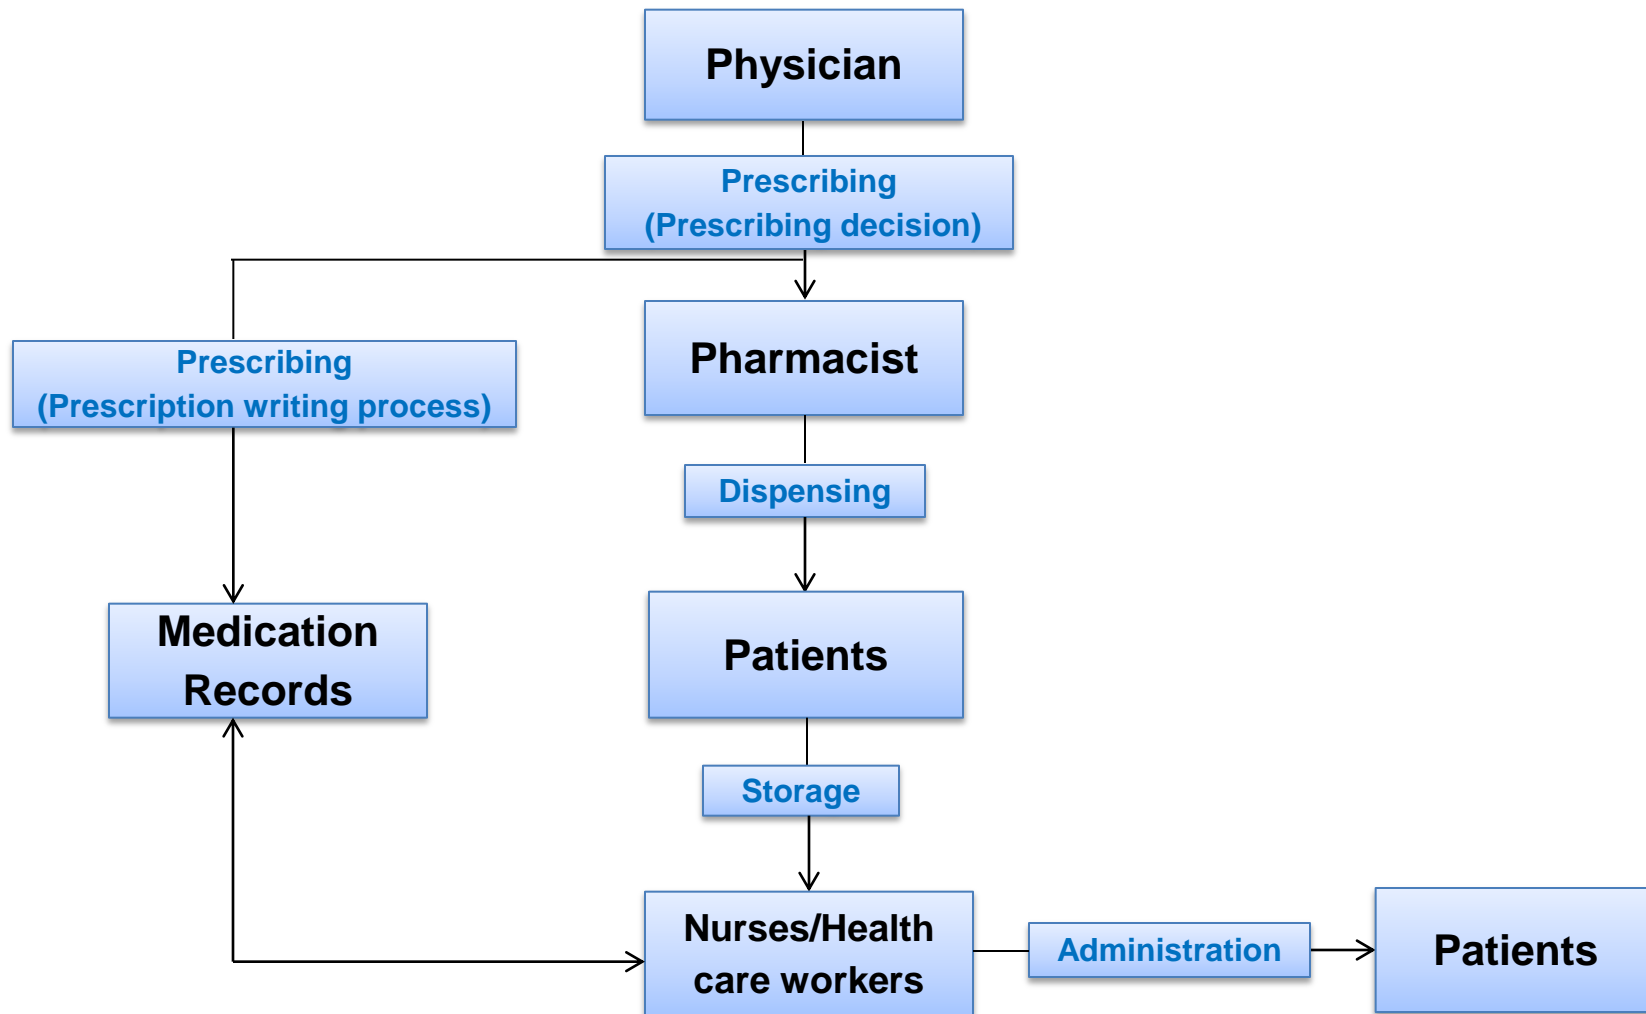 Physician
Prescribing
(Prescribing decision)
Prescribing
(Prescription writing process)
Pharmacist
Dispensing
Medication
Records
Patients
Storage
Nurses/Health
care workers
Administration
Patients